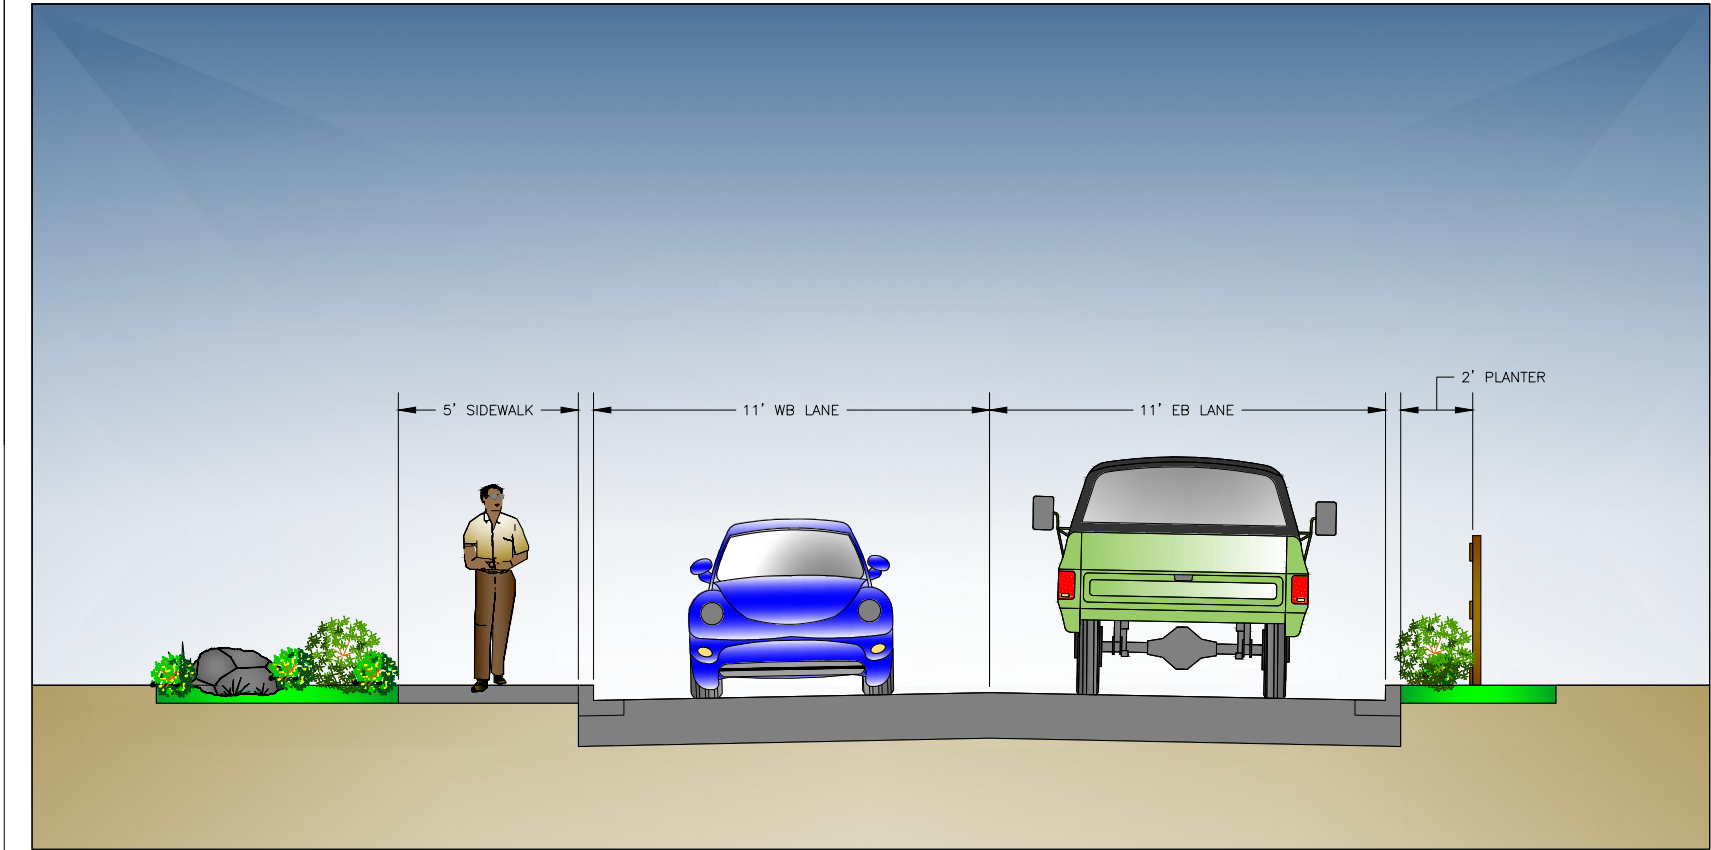 2' PLANTER
5' SIDEWALK
11' WB LANE
11' EB LANE